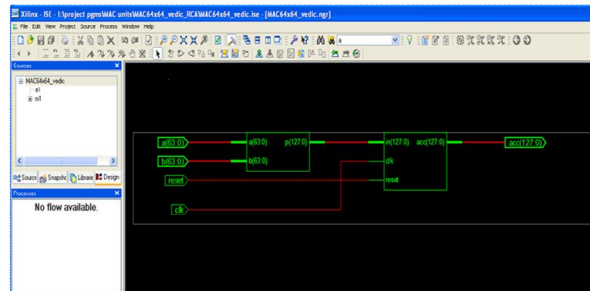 Xilinx - ISE - I:\project pgms\MAC units\MAC64x64_vedic_RCA\MAC64x64_vedic.ise - [MAC64x64_vedic.ngr]
File Edit View Project Source Process Window Help
a
Sources
MAC64x64_vedic
a1
m1
Source Snapshc Librarie Design
Processes
No flow available.
a(63:0)
b(63:0)
reset
clk
a(63:0) p(127:0)
b(63:0)
in(127:0) acc(127:0)
clk
reset
acc(127:0)